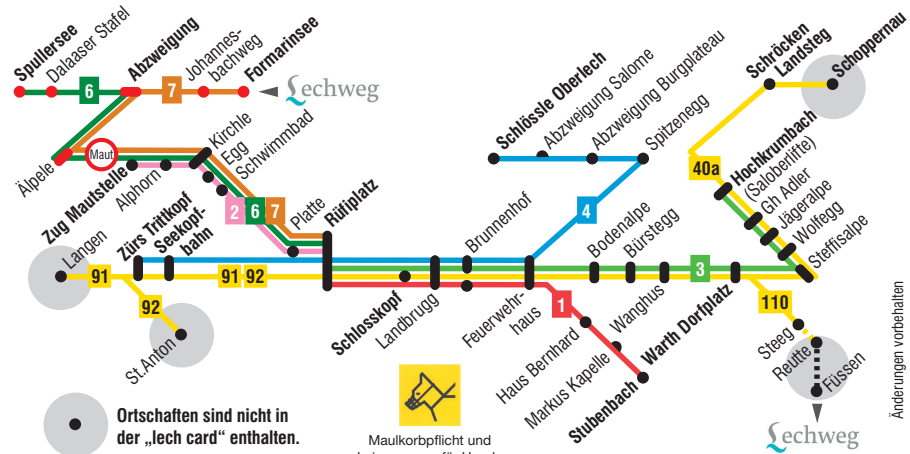 Spullersee
Dalaaser Stafel
6
Abzweigung
7
Johannes-
bachweg
Formarinsee
Lechweg
Älpele
Maut
Kirchle
Egg
Schwimmbad
Zug Mautstelle
Alphorn
2
6
7
Platte
Rüfiplatz
Langen
91
Zürs Trittkopf
Seekopf-
bahn
91
92
92
St.Anton
Schlosskopf
Landbrugg
Brunnenhof
Feuerwehr-
haus
Schlössle Oberlech
Abzweigung Salome
Abzweigung Burgplateau
Spitzenegg
4
Bodenalpe
Bürstegg
3
1
Haus Bernhard
Markus Kapelle
Stubenbach
Wanghus
Warth Dorfplatz
Schröcken
Landsteg
Schoppernau
40a
Hochkrumbach
(Saloberlifte)
Gh Adler
Jägeralpe
Wolfegg
Steffisalpe
110
Steeg
Reutte
Füssen
Lechweg
Änderungen vorbehalten
Ortschaften sind nicht in
der „lech card“ enthalten.
Maulkorbpflicht und